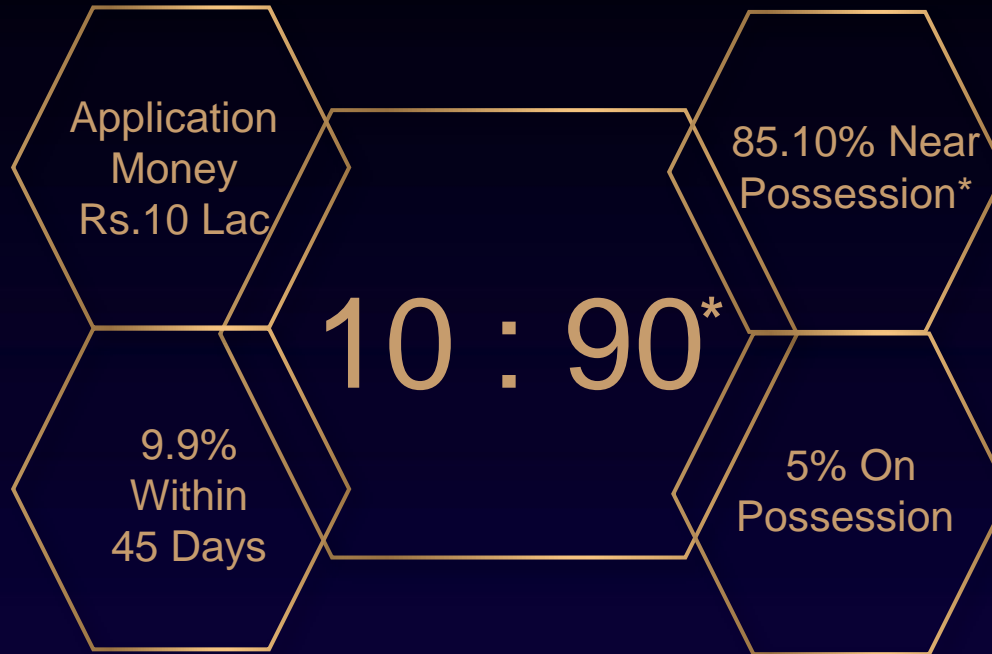 Application
Money
Rs.10 Lac
9.9%
Within
45 Days
10 : 90*
85.10% Near
Possession*
5% On
Possession